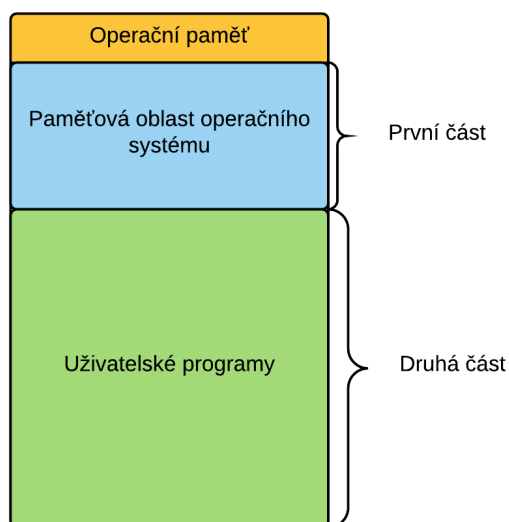 Operační paměť
Paměťová oblast operačního
systému
První část
Uživatelské programy
Druhá část